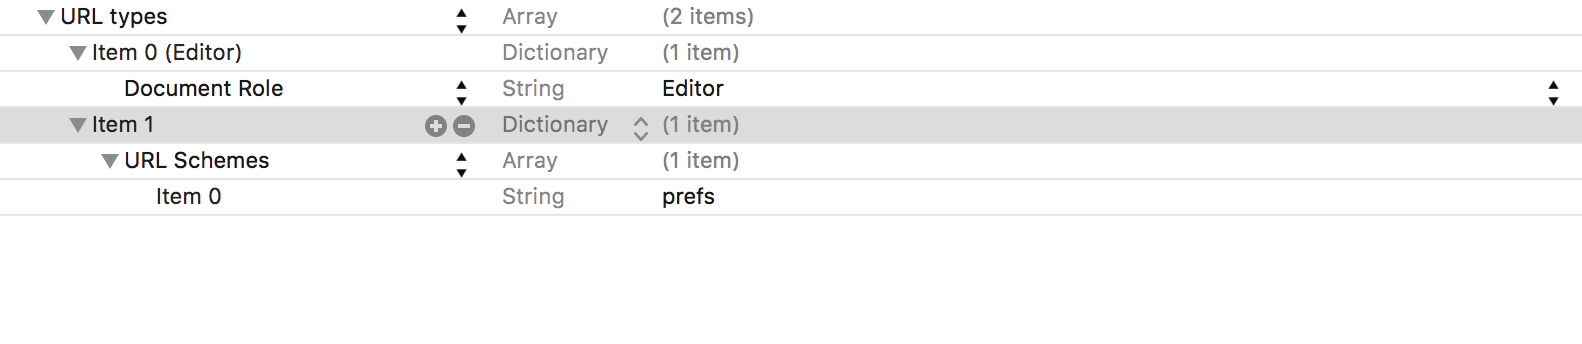 URL types Array (2 items)
Item 0 (Editor) Dictionary (1 item)
Document Role String Editor
Item 1 Dictionary (1 item)
URL Schemes Array (1 item)
Item 0 String prefs